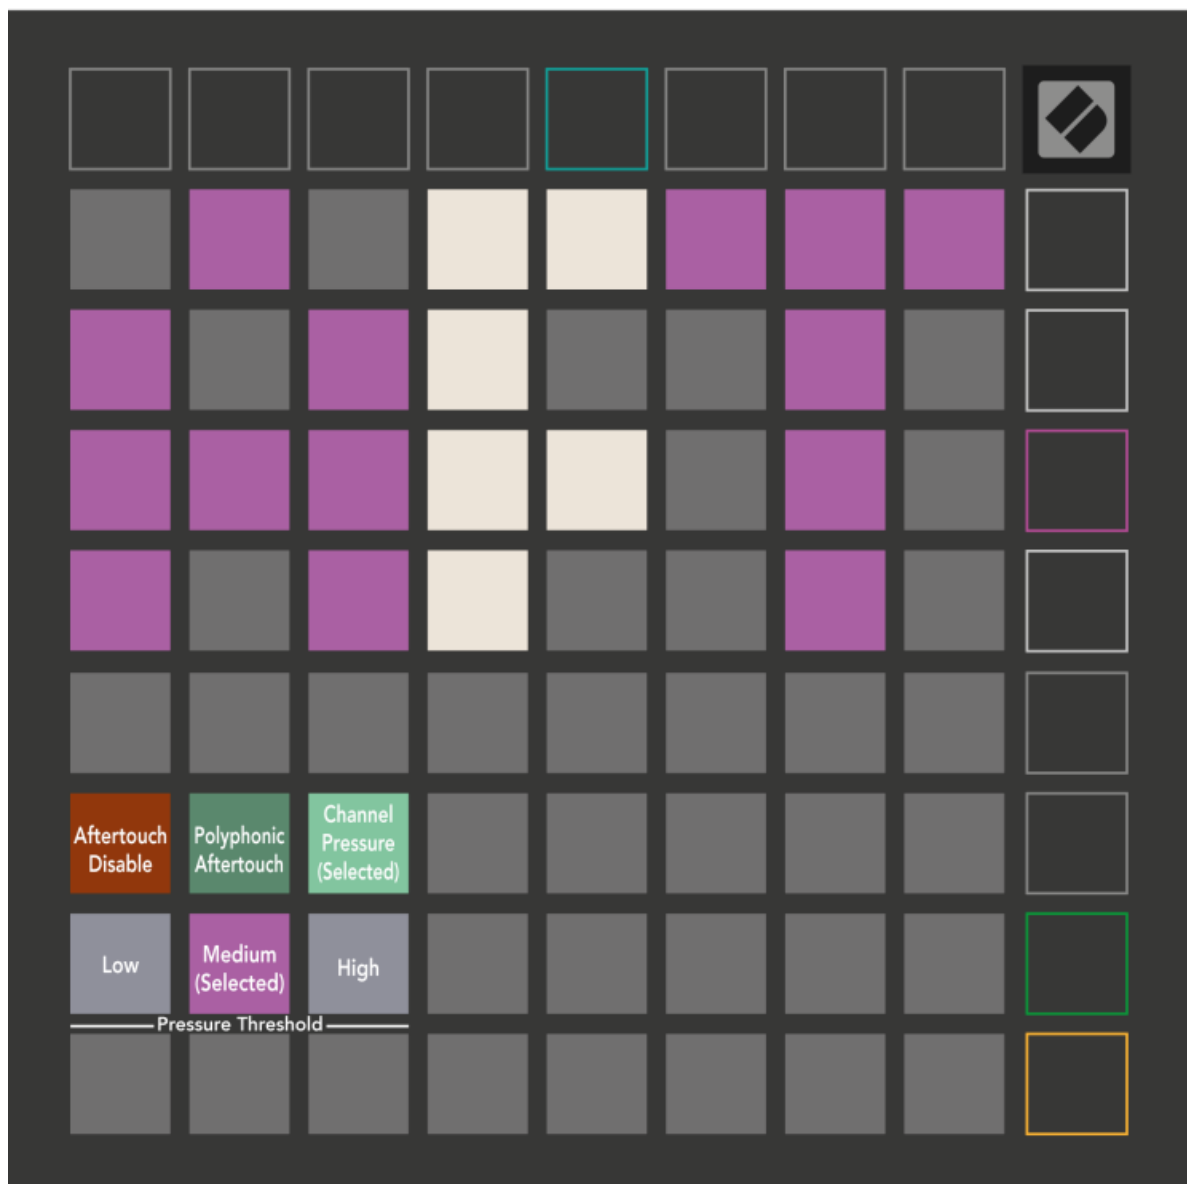 Aftertouch
Disable
Polyphonic
Aftertouch
Channel
Pressure
(Selected)
Low
Medium
(Selected)
High
Pressure Threshold